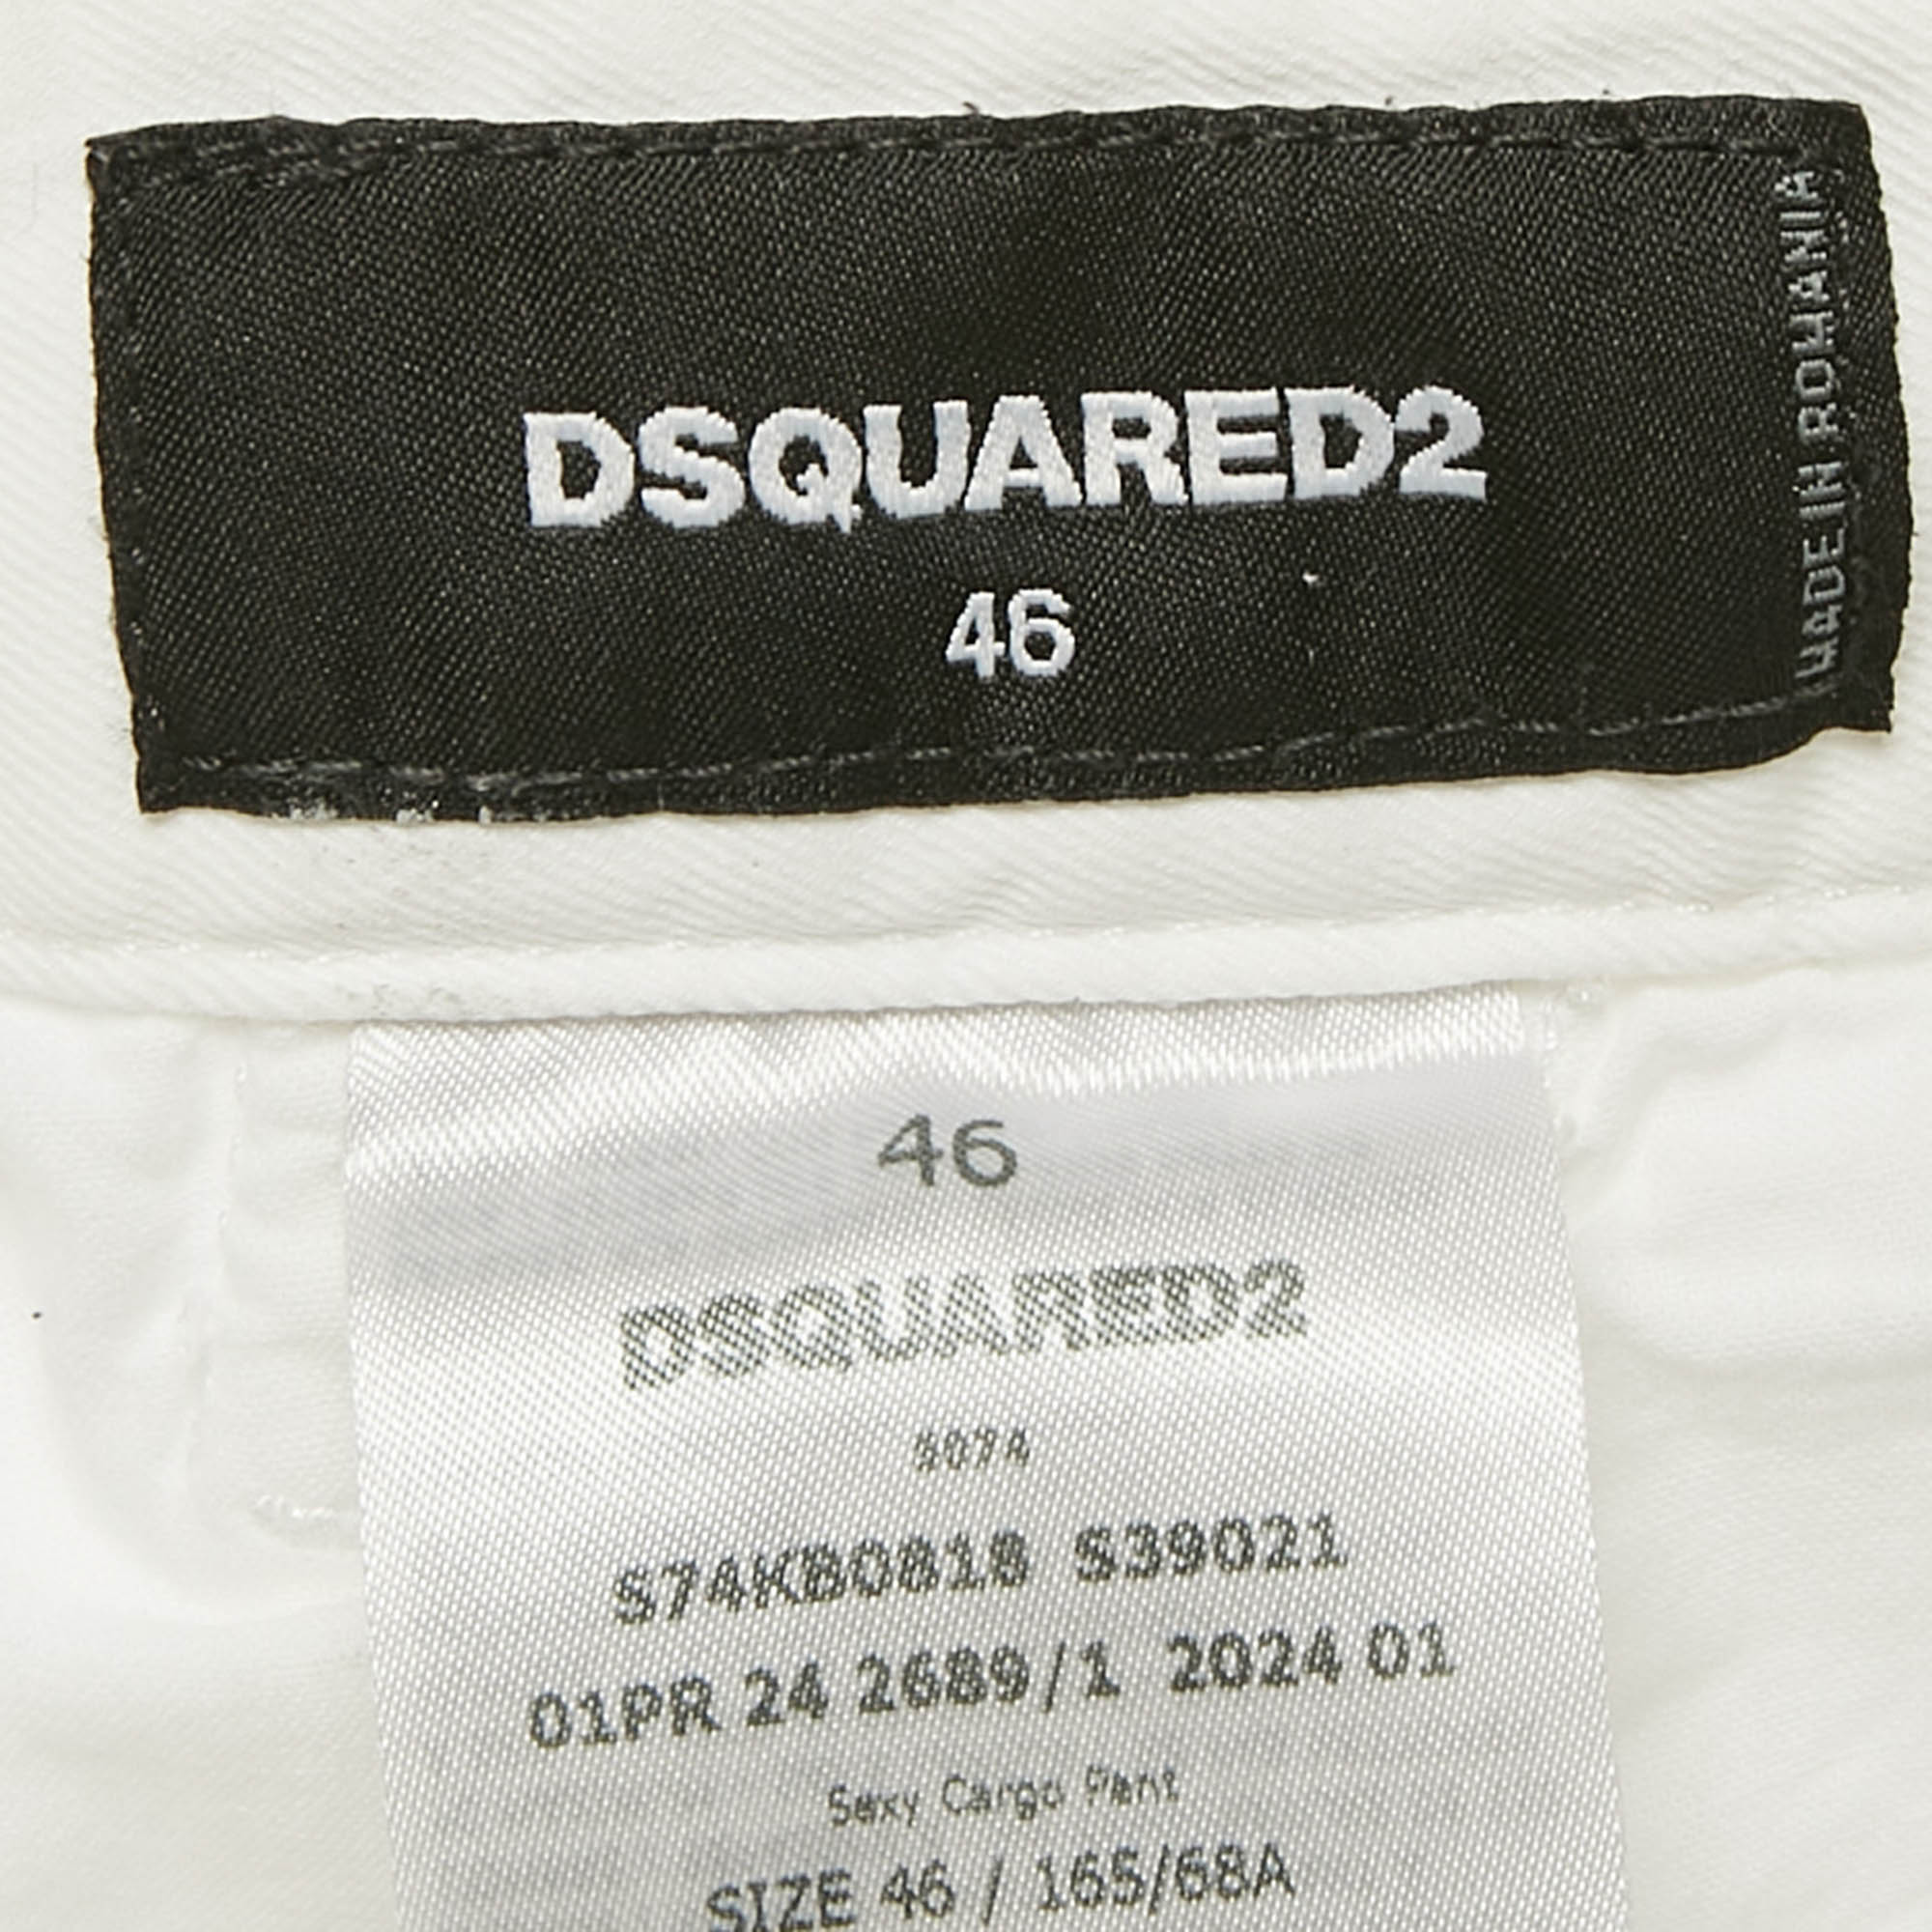 DSQUARED2
46
MADE IN ROMANIA
46
DSQUARED2
S074
S74KB0818 S39021
01PR 24 2689/1 2024 01
Sexy Cargo Pant
SIZE 46 / 165/68A